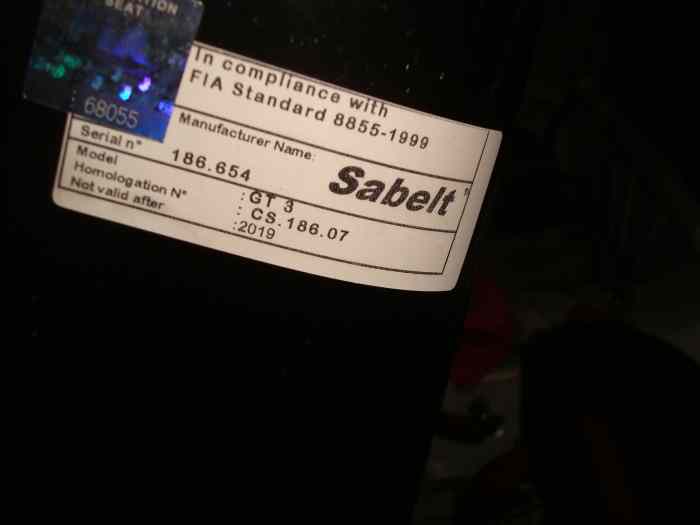 SEAT
68055
In compliance with
FIA Standard 8855-1999
Manufacturer Name:
Sabelt
Serial n° 186.654
Model : GT 3
Homologation N° : CS.186.07
Not valid after :2019